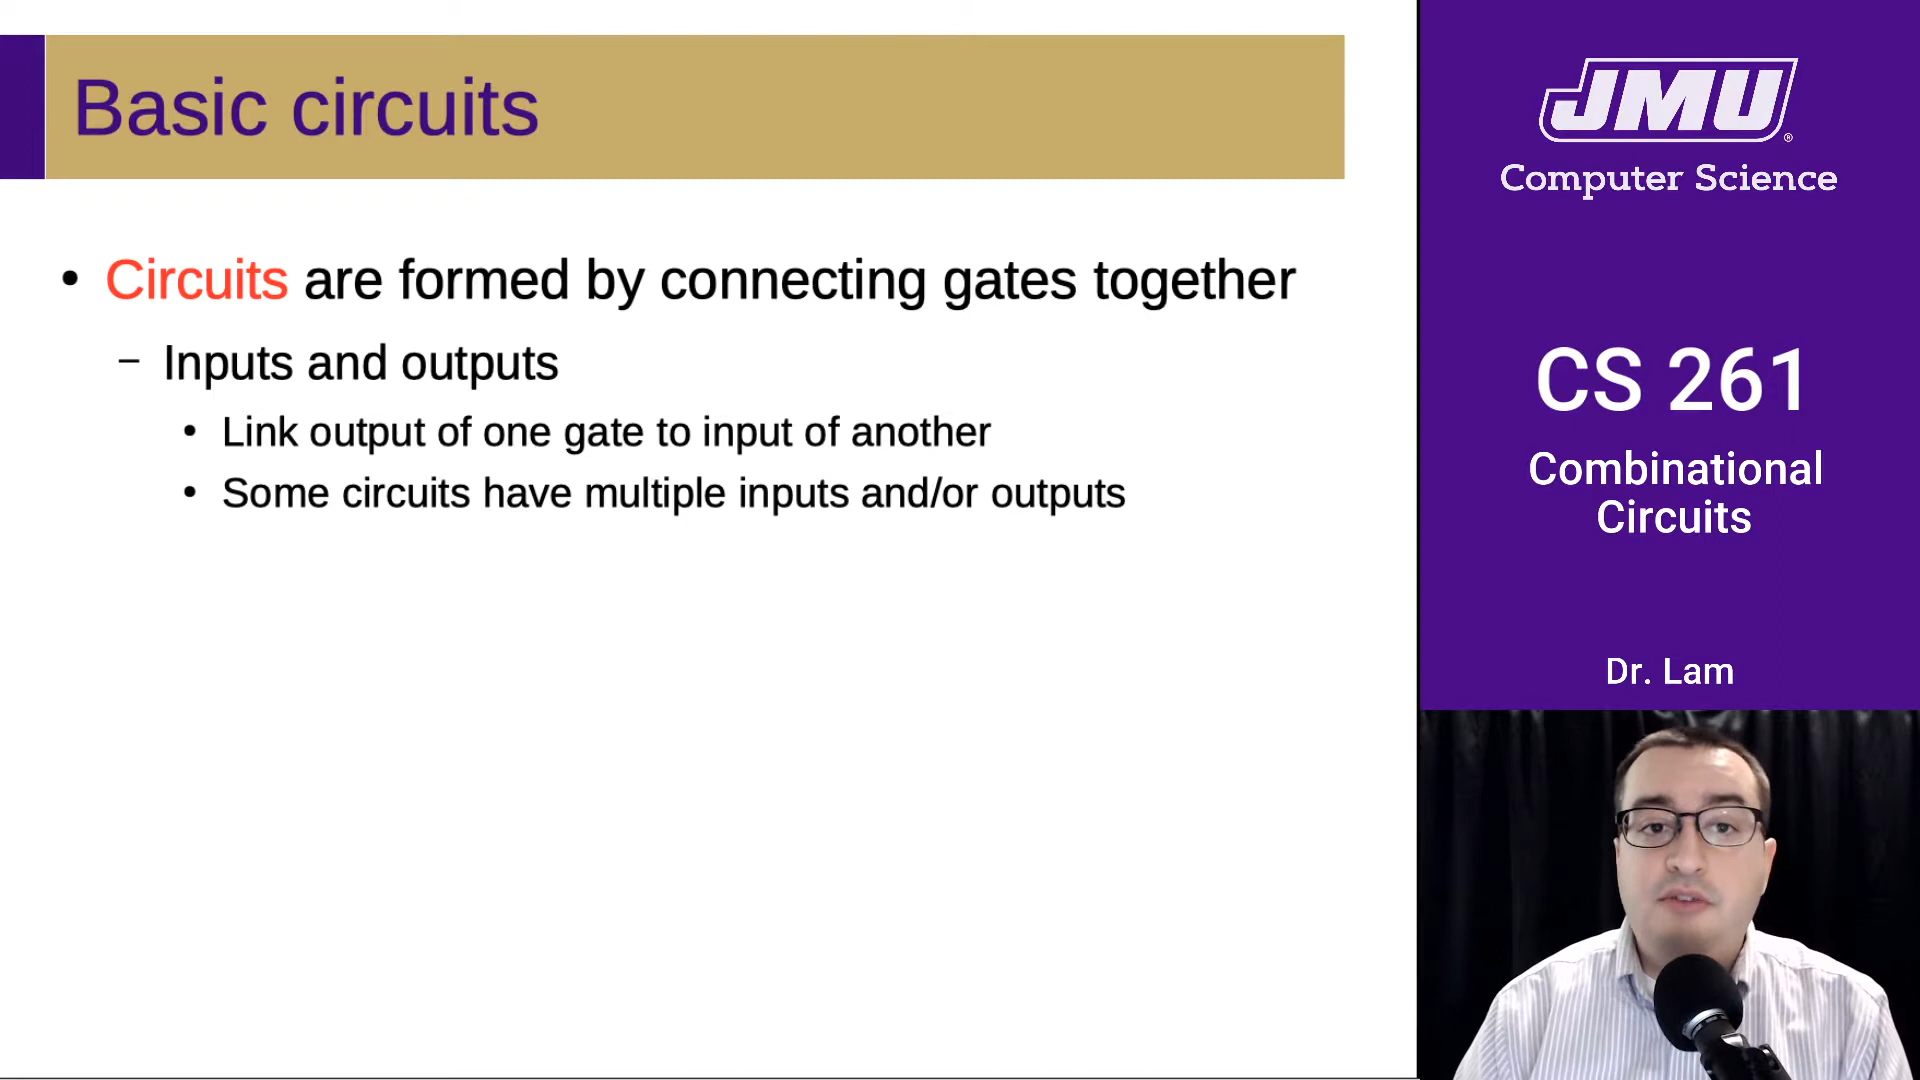 Basic circuits
• Circuits are formed by connecting gates together
– Inputs and outputs
• Link output of one gate to input of another
• Some circuits have multiple inputs and/or outputs
JMU®
Computer Science
CS 261
Combinational
Circuits
Dr. Lam